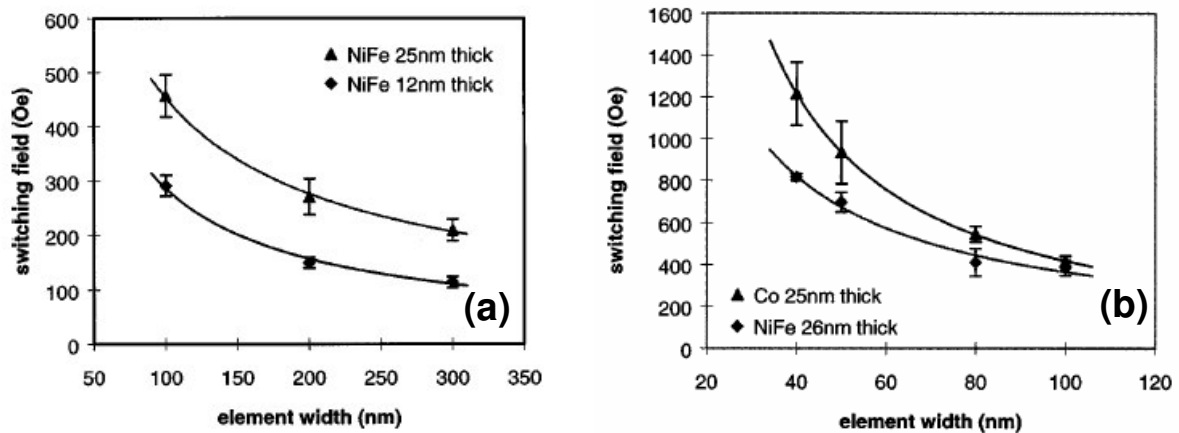 600
500
400
300
200
100
0
switching field (Oe)
NiFe 25nm thick
NiFe 12nm thick
(a)
50 100 150 200 250 300 350
element width (nm)
1600
1400
1200
1000
800
600
400
200
0
switching field (Oe)
Co 25nm thick
NiFe 26nm thick
(b)
20 40 60 80 100 120
element width (nm)